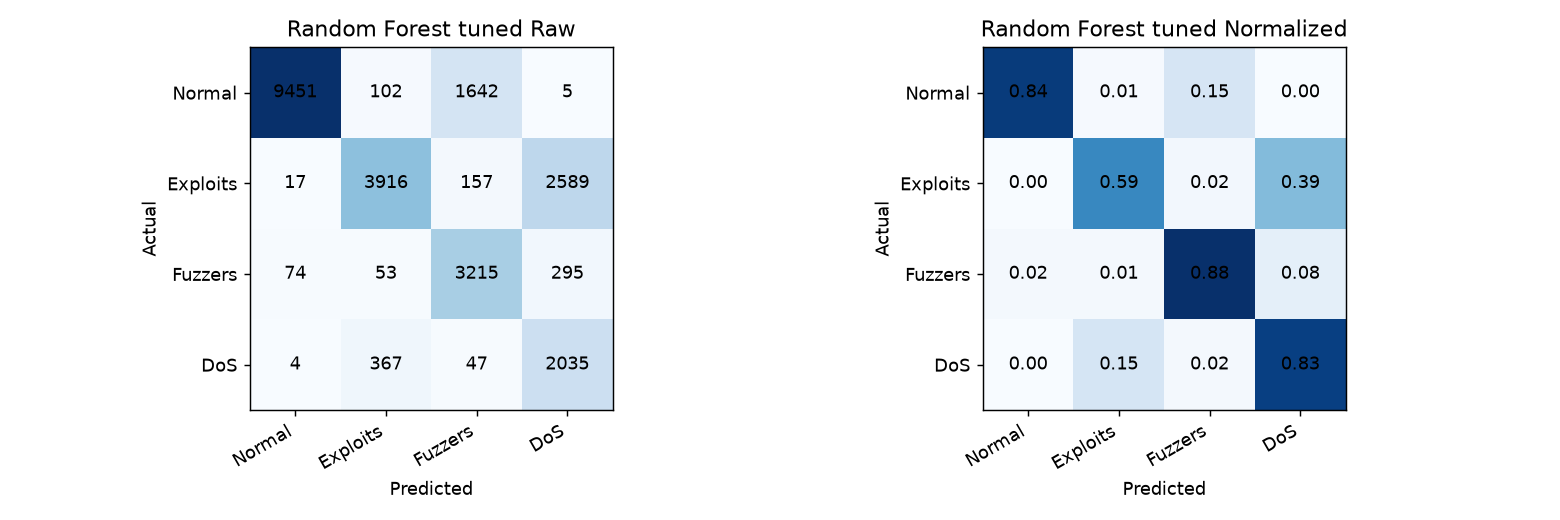 Random Forest tuned Raw
Normal 9451 102 1642 5
Exploits 17 3916 157 2589
Fuzzers 74 53 3215 295
DoS 4 367 47 2035
Actual
Normal Exploits Fuzzers DoS
Predicted
Random Forest tuned Normalized
Normal 0.84 0.01 0.15 0.00
Exploits 0.00 0.59 0.02 0.39
Fuzzers 0.02 0.01 0.88 0.08
DoS 0.00 0.15 0.02 0.83
Actual
Normal Exploits Fuzzers DoS
Predicted